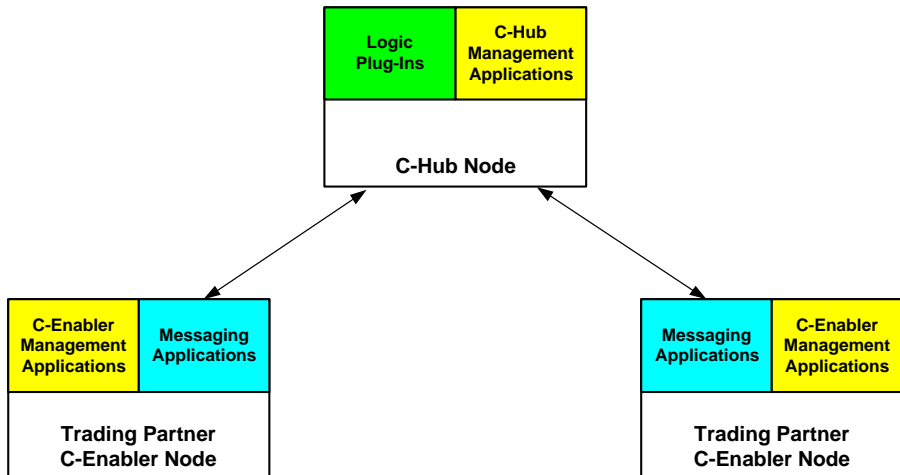 Logic
Plug-Ins
C-Hub
Management
Applications
C-Hub Node
C-Enabler
Management
Applications
Messaging
Applications
Trading Partner
C-Enabler Node
Messaging
Applications
C-Enabler
Management
Applications
Trading Partner
C-Enabler Node